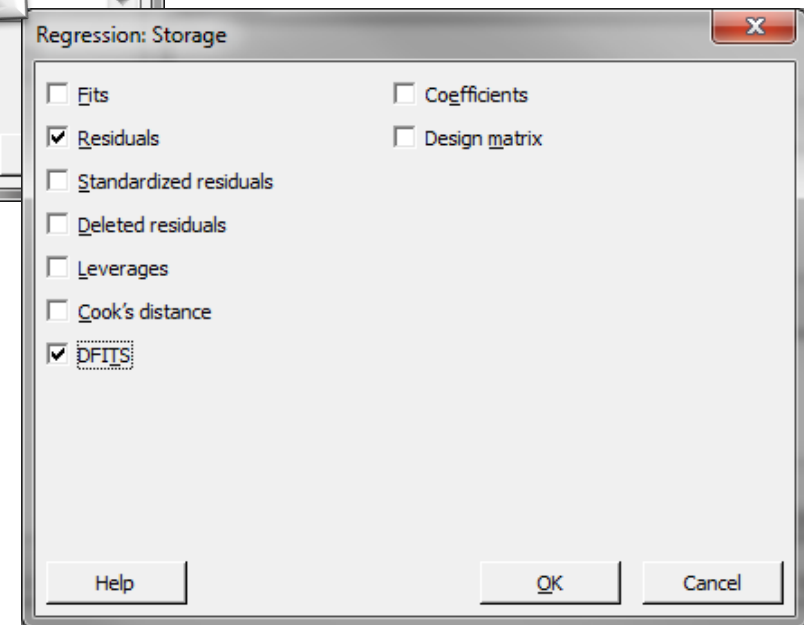 Regression: Storage
Fits
Residuals
Standardized residuals
Deleted residuals
Leverages
Cook's distance
DFITS
Coefficients
Design matrix
Help
OK
Cancel